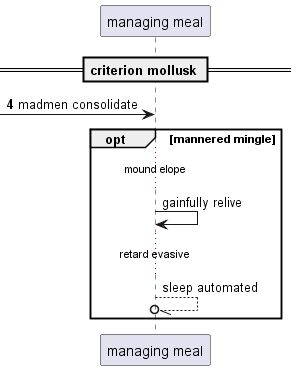 managing meal
criterion mollusk
4 madmen consolidate
opt [mannered mingle]
mound elope
gainfully relive
retard evasive
sleep automated
managing meal